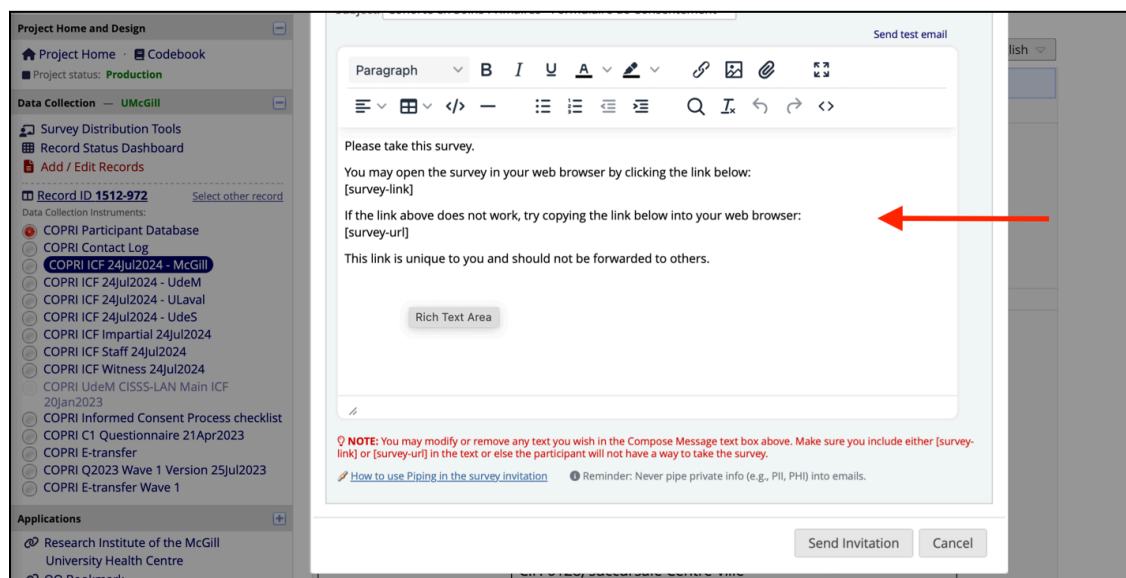 Subject: Cohorte en Soins Primaires - Formulaire de Consentement
Send test email
lish
Project Home and Design
Project Home · Codebook
Project status: Production
Data Collection — UMcGill
Survey Distribution Tools
Record Status Dashboard
Add / Edit Records
Record ID 1512-972 Select other record
Data Collection Instruments:
COPRI Participant Database
COPRI Contact Log
COPRI ICF 24Jul2024 - McGill
COPRI ICF 24Jul2024 - UdeM
COPRI ICF 24Jul2024 - ULaval
COPRI ICF 24Jul2024 - UdeS
COPRI ICF Impartial 24Jul2024
COPRI ICF Staff 24Jul2024
COPRI ICF Witness 24Jul2024
COPRI UdeM CISSS-LAN Main ICF
20Jan2023
COPRI Informed Consent Process checklist
COPRI C1 Questionnaire 21Apr2023
COPRI E-transfer
COPRI Q2023 Wave 1 Version 25Jul2023
COPRI E-transfer Wave 1
Applications
Research Institute of the McGill
University Health Centre
Paragraph B I U A
Please take this survey.
You may open the survey in your web browser by clicking the link below:
[survey-link]
If the link above does not work, try copying the link below into your web browser:
[survey-url]
This link is unique to you and should not be forwarded to others.
Rich Text Area
NOTE: You may modify or remove any text you wish in the Compose Message text box above. Make sure you include either [survey-
link] or [survey-url] in the text or else the participant will not have a way to take the survey.
How to use Piping in the survey invitation Reminder: Never pipe private info (e.g., PII, PHI) into emails.
Send Invitation Cancel